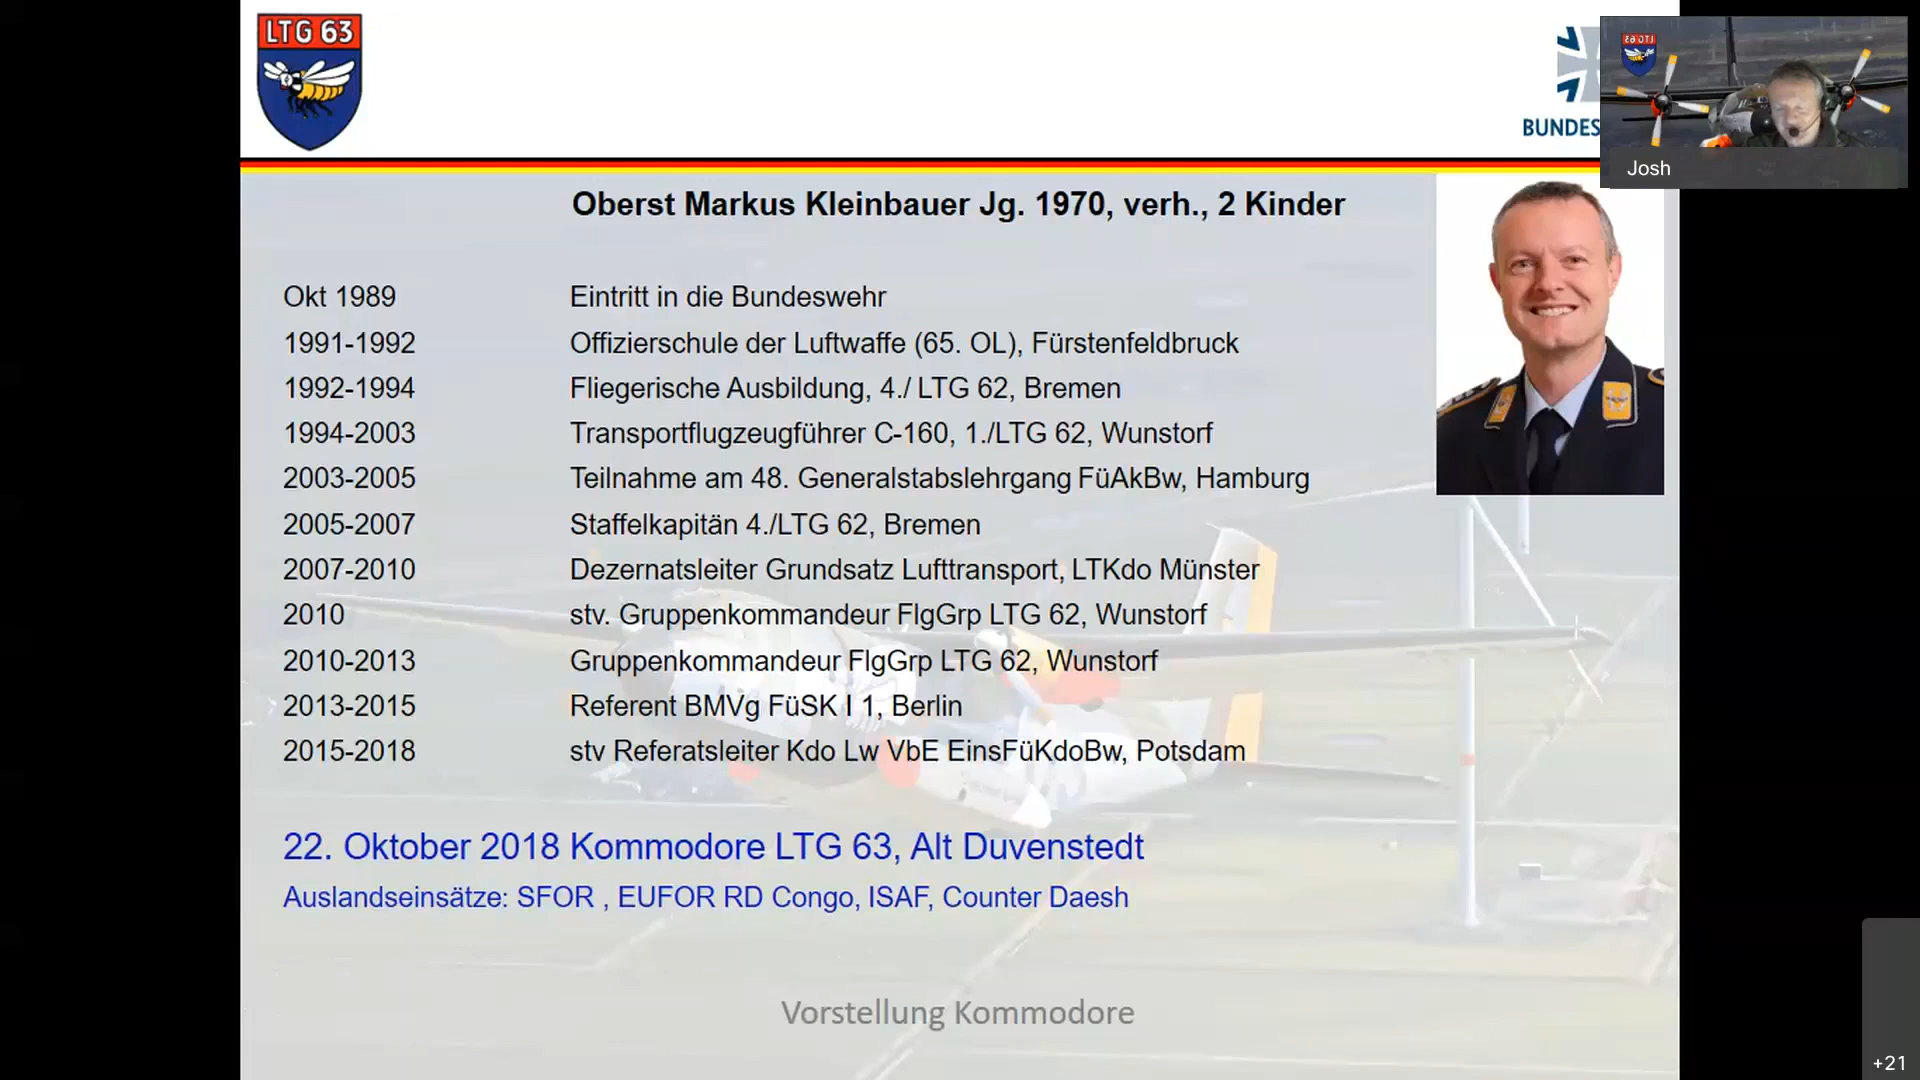 LTG 63
LTG 63
BUNDES
Josh
Oberst Markus Kleinbauer Jg. 1970, verh., 2 Kinder
Okt 1989 Eintritt in die Bundeswehr
1991-1992 Offizierschule der Luftwaffe (65. OL), Fürstenfeldbruck
1992-1994 Fliegerische Ausbildung, 4./ LTG 62, Bremen
1994-2003 Transportflugzeugführer C-160, 1./LTG 62, Wunstorf
2003-2005 Teilnahme am 48. Generalstabslehrgang FüAkBw, Hamburg
2005-2007 Staffelkapitän 4./LTG 62, Bremen
2007-2010 Dezernatsleiter Grundsatz Lufttransport, LTKdo Münster
2010 stv. Gruppenkommandeur FlgGrp LTG 62, Wunstorf
2010-2013 Gruppenkommandeur FlgGrp LTG 62, Wunstorf
2013-2015 Referent BMVg FüSK I 1, Berlin
2015-2018 stv Referatsleiter Kdo Lw VbE EinsFüKdoBw, Potsdam
22. Oktober 2018 Kommodore LTG 63, Alt Duvenstedt
Auslandseinsätze: SFOR , EUFOR RD Congo, ISAF, Counter Daesh
Vorstellung Kommodore
+21